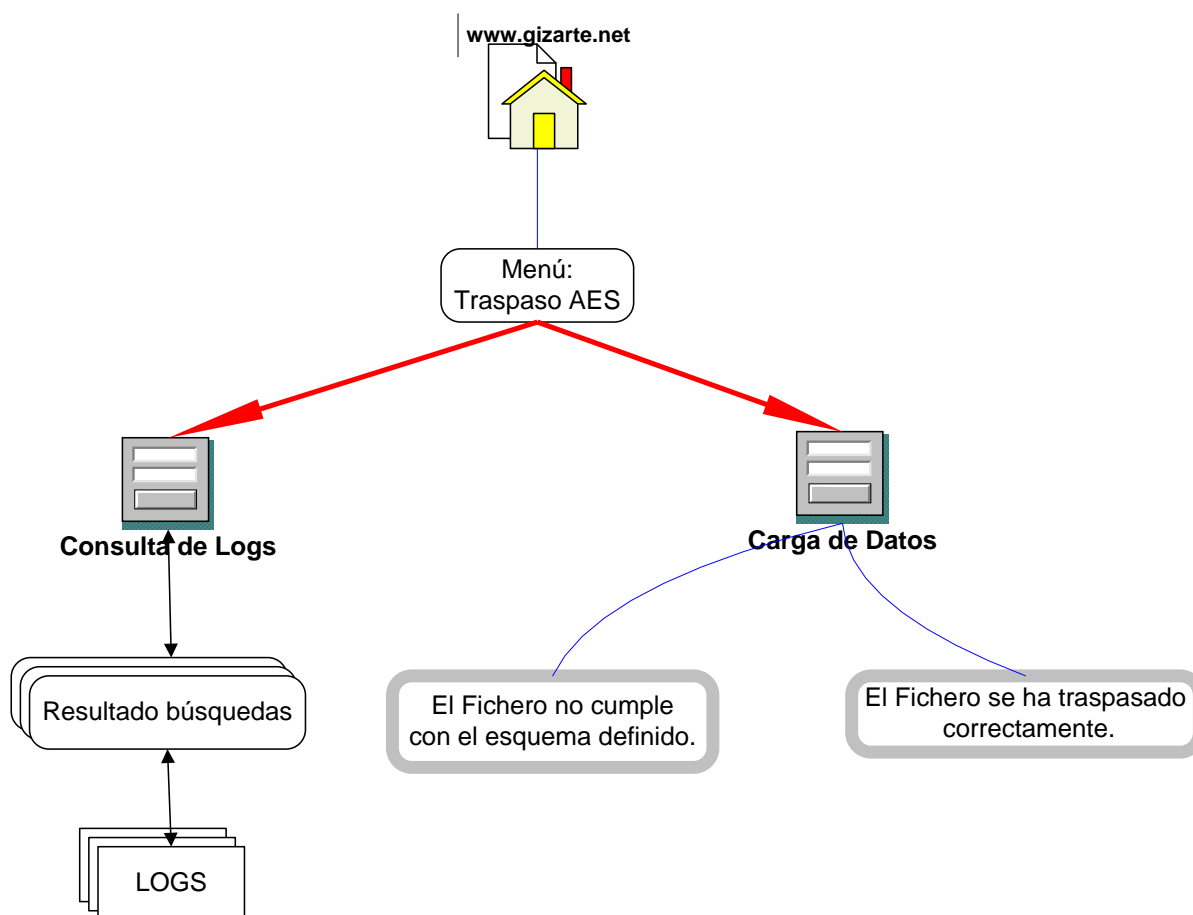 www.gizarte.net
Menú:
Traspaso AES
Consulta de Logs
Carga de Datos
Resultado búsquedas
El Fichero no cumple
con el esquema definido.
El Fichero se ha traspasado
correctamente.
LOGS